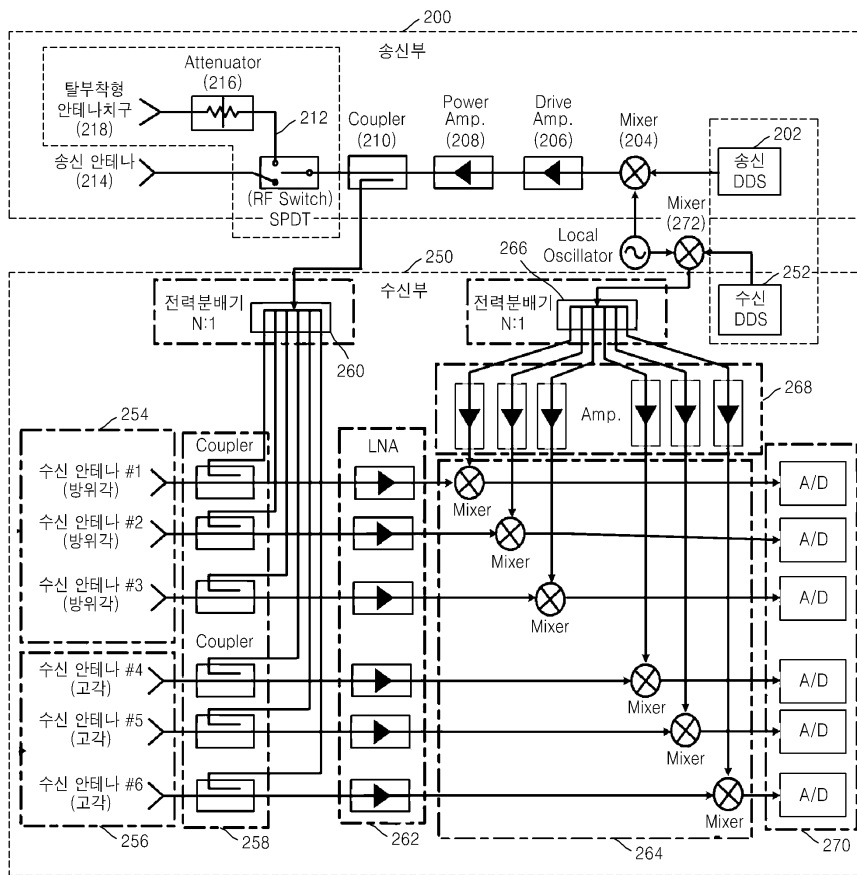 200
송신부
Attenuator
(216)
탈부착형
안테나치구
(218)
212
송신 안테나
(214)
(RF Switch)
SPDT
Coupler
(210)
Power
Amp.
(208)
Drive
Amp.
(206)
Mixer
(204)
202
송신
DDS
Mixer
(272)
Local
Oscillator
250
수신부
266
252
수신
DDS
전력분배기
N:1
260
전력분배기
N:1
268
Amp.
254
Coupler
LNA
수신 안테나 #1
(방위각)
Mixer
A/D
수신 안테나 #2
(방위각)
Mixer
A/D
수신 안테나 #3
(방위각)
Mixer
A/D
Coupler
수신 안테나 #4
(고각)
Mixer
A/D
수신 안테나 #5
(고각)
Mixer
A/D
수신 안테나 #6
(고각)
Mixer
A/D
256
258
262
264
270